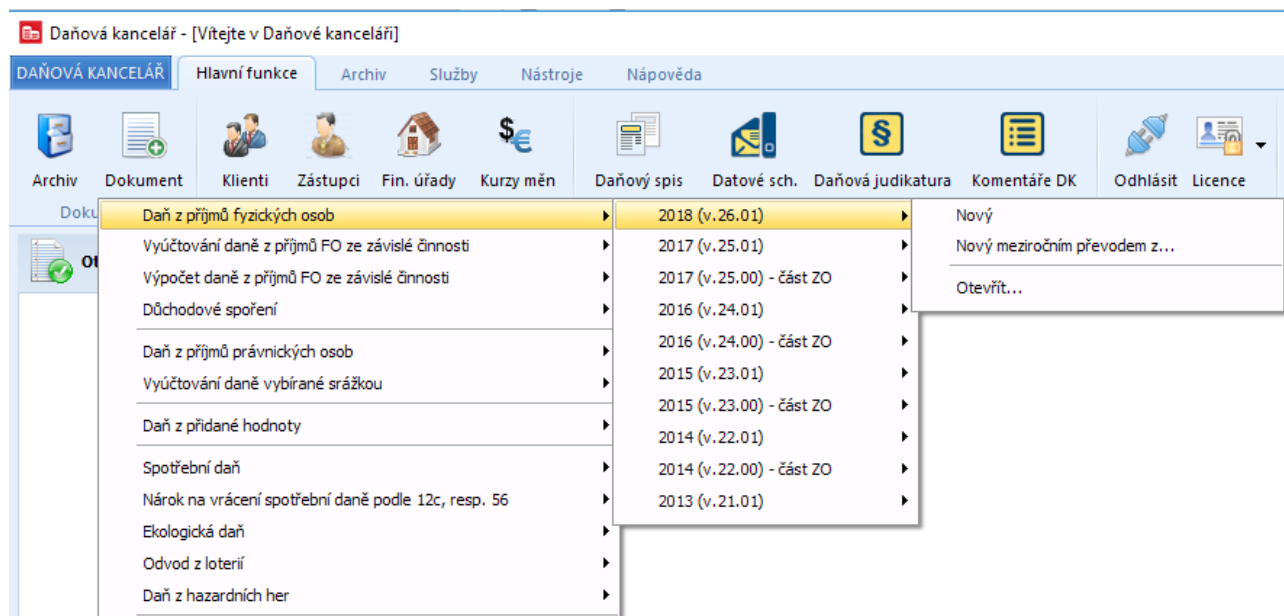 Daňová kancelář - [Vítejte v Daňové kanceláři]
DAŇOVÁ KANCELÁŘ Hlavní funkce Archiv Služby Nástroje Nápověda
Archiv Dokument Klienti Zástupci Fin. úřady Kurzy měn Daňový spis Datové sch. Daňová judikatura Komentáře DK Odhlásit Licence
Daň z příjmů fyzických osob
Vyúčtování daně z příjmů FO ze závislé činnosti
Výpočet daně z příjmů FO ze závislé činnosti
Důchodové spoření
Daň z příjmů právnických osob
Vyúčtování daně vybírané srážkou
Daň z přidané hodnoty
Spotřební daň
Nárok na vrácení spotřební daně podle 12c, resp. 56
Ekologická daň
Odvod z loterií
Daň z hazardních her
2018 (v.26.01)
2017 (v.25.01)
2017 (v.25.00) - část ZO
2016 (v.24.01)
2016 (v.24.00) - část ZO
2015 (v.23.01)
2015 (v.23.00) - část ZO
2014 (v.22.01)
2014 (v.22.00) - část ZO
2013 (v.21.01)
Nový
Nový meziročním převodem z...
Otevřít...